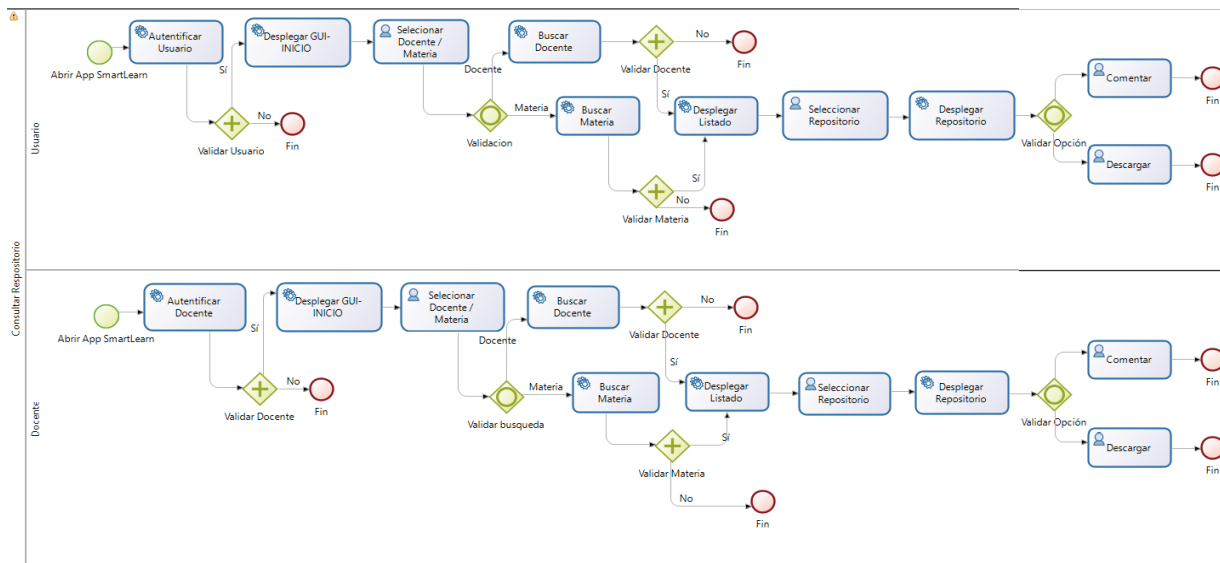 Consultar Respositorio
Usuario
Abrir App SmartLearn
Autentificar
Usuario
Validar Usuario
Sí
No
Fin
Desplegar GUI-
INICIO
Selecionar
Docente /
Materia
Validacion
Docente
Materia
Buscar
Docente
Validar Docente
No
Fin
Sí
Buscar
Materia
Validar Materia
Sí
No
Fin
Desplegar
Listado
Seleccionar
Repositorio
Desplegar
Repositorio
Validar Opción
Comentar
Fin
Descargar
Fin
Docente
Abrir App SmartLearn
Autentificar
Docente
Validar Docente
Sí
No
Fin
Desplegar GUI-
INICIO
Selecionar
Docente /
Materia
Validar busqueda
Docente
Materia
Buscar
Docente
Validar Docente
No
Fin
Sí
Buscar
Materia
Validar Materia
Sí
No
Fin
Desplegar
Listado
Seleccionar
Repositorio
Desplegar
Repositorio
Validar Opción
Comentar
Fin
Descargar
Fin